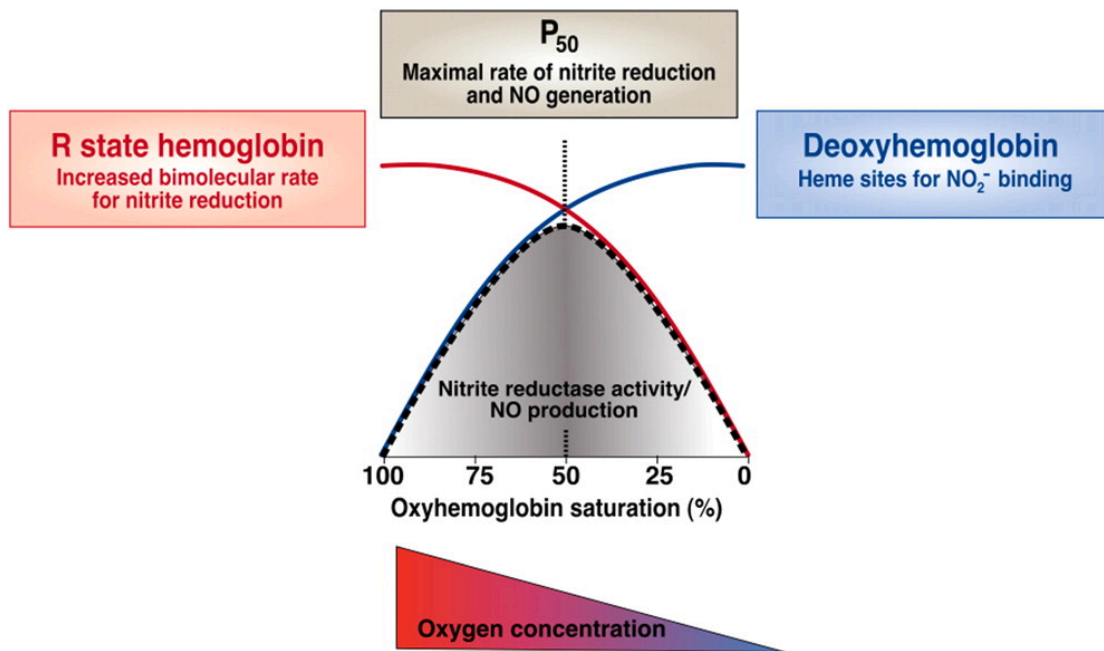 P50
Maximal rate of nitrite reduction
and NO generation
R state hemoglobin
Increased bimolecular rate
for nitrite reduction
Deoxyhemoglobin
Heme sites for NO2- binding
Nitrite reductase activity/
NO production
100 75 50 25 0
Oxyhemoglobin saturation (%)
Oxygen concentration